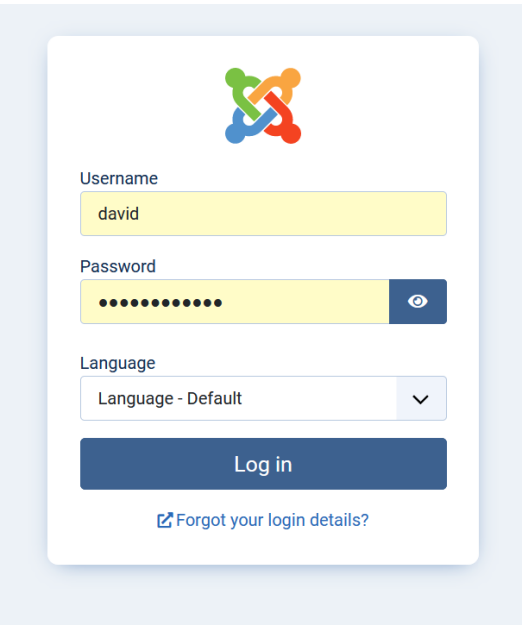 Username
david
Password
●●●●●●●●●●●●
Language
Language - Default
Log in
Forgot your login details?